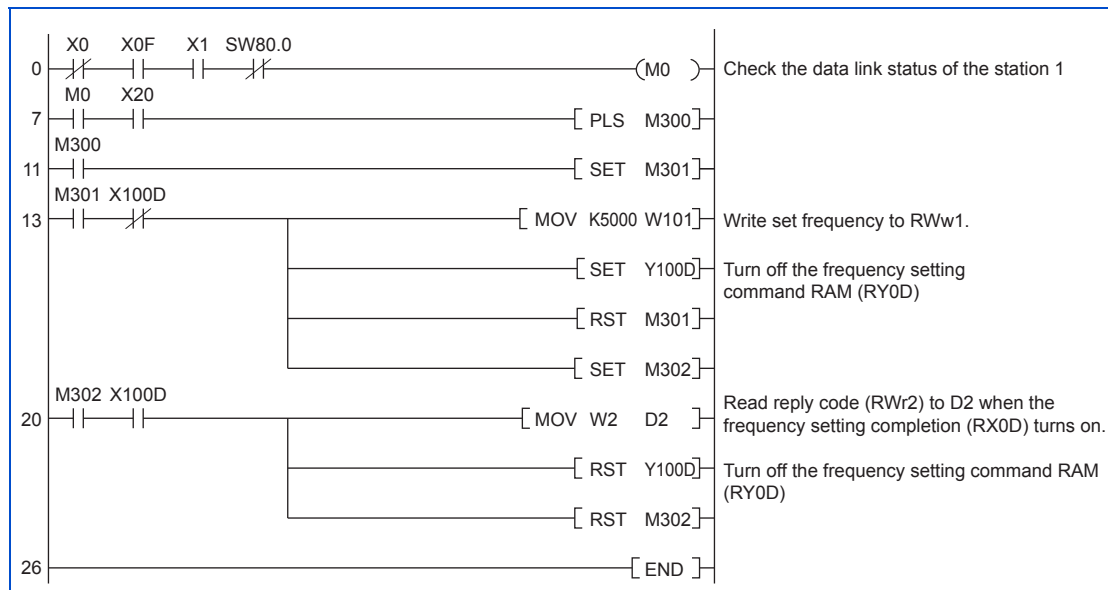 X0 X0F X1 SW80.0
0 (M0 ) Check the data link status of the station 1
M0 X20
7 [ PLS M300]
M300
11 [ SET M301]
M301 X100D
13 [ MOV K5000 W101] Write set frequency to RWw1.
[ SET Y100D] Turn off the frequency setting
command RAM (RY0D)
[ RST M301]
[ SET M302]
M302 X100D
20 [ MOV W2 D2 ] Read reply code (RWr2) to D2 when the
frequency setting completion (RX0D) turns on.
[ RST Y100D] Turn off the frequency setting command RAM
(RY0D)
[ RST M302]
26 [ END ]